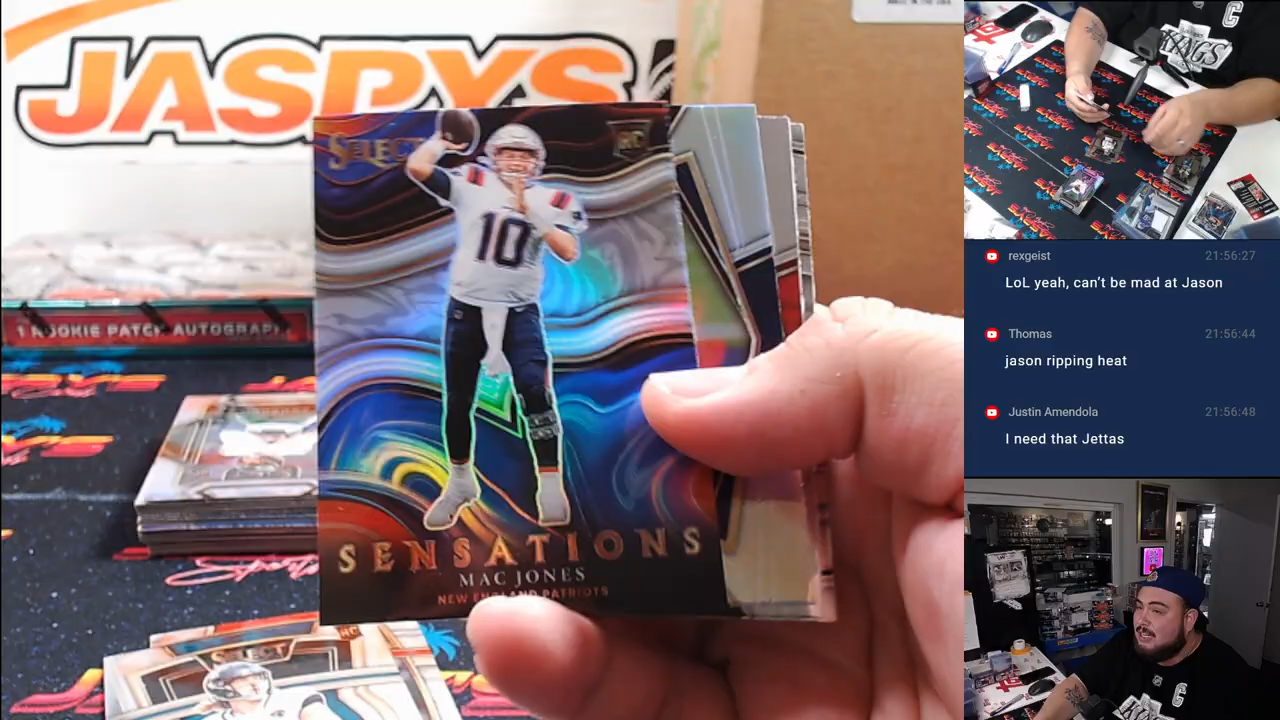 JASPYS
SELECT
RC
10
SENSATIONS
MAC JONES
NEW ENGLAND PATRIOTS
1 ROOKIE PATCH AUTOGRAPH
RC
SELECT
C
KINGS
rexgeist 21:56:27
LoL yeah, can't be mad at Jason
Thomas 21:56:44
jason ripping heat
Justin Amendola 21:56:48
I need that Jettas
C